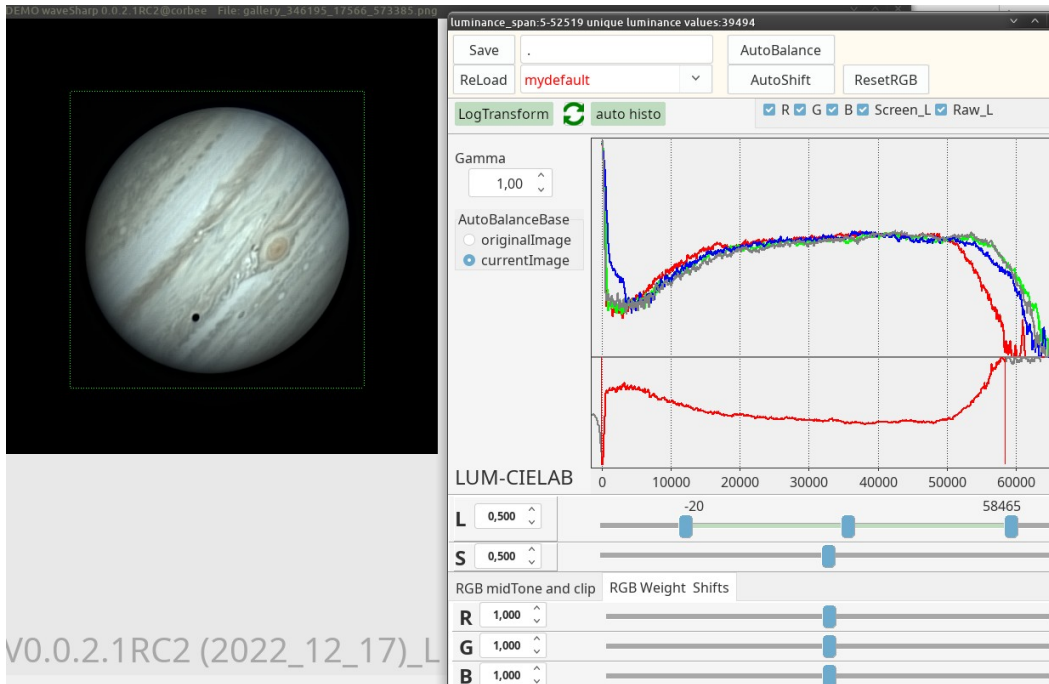 DEMO waveSharp 0.0.2.1RC2@corbee File: gallery_346195_17566_573385.png
luminance_span:5-52519 unique luminance values:39494
Save . AutoBalance
ReLoad mydefault AutoShift ResetRGB
LogTransform auto histo R G B Screen_L Raw_L
Gamma
1,00
AutoBalanceBase
originalImage
currentImage
LUM-CIELAB
0 10000 20000 30000 40000 50000 60000
-20 58465
L 0,500
S 0,500
RGB midTone and clip RGB Weight Shifts
R 1,000
G 1,000
B 1,000
V0.0.2.1RC2 (2022_12_17)_L